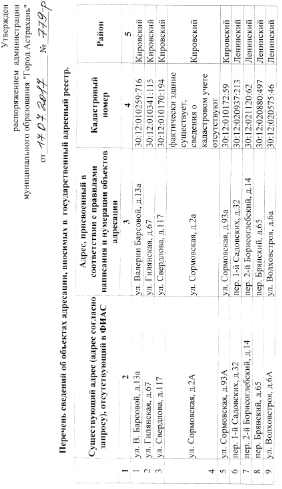 Утвержден
распоряжением администрации
муниципального образования "Город Астрахань"
от 17.07.2017 № 719р
Перечень сведений об объектах адресации, вносимых в государственный адресный реестр.
Существующий адрес (адрес согласно запросу), отсутствующий в ФИАС
Адрес, присвоенный в соответствии с правилами написания и нумерации объектов адресации
Кадастровый номер
Район
1 2 3 4 5
1 ул. В. Барсовой, д.13а ул. Валерии Барсовой, д.13а 30:12:010259:716 Кировский
2 ул. Гилянская, д.67 ул. Гилянская, д.67 30:12:010341:115 Кировский
3 ул. Свердлова, д.117 ул. Свердлова, д.117 30:12:010170:194 Кировский
4 ул. Сормовская, д.2А ул. Сормовская, д.2а фактически здание существует, сведения о кадастровом учете отсутствуют Кировский
5 ул. Сормовская, д.93А ул. Сормовская, д.93а 30:12:010172:59 Кировский
6 пер. 1-й Садовских, д.32 пер. 1-й Садовских, д.32 30:12:020937:213 Ленинский
7 пер. 2-й Борисоглебский, д.14 пер. 2-й Борисоглебский, д.14 30:12:021120:62 Ленинский
8 пер. Брянский, д.65 пер. Брянский, д.65 30:12:020880:497 Ленинский
9 ул. Волховстроя, д.6А ул. Волховстроя, д.6а 30:12:020575:46 Ленинский